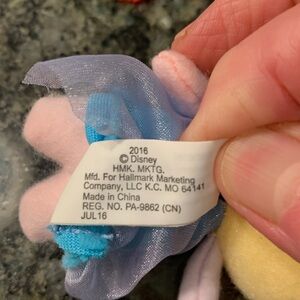 2016
© Disney
HMK. MKTG.
Mfd. For Hallmark Marketing
Company, LLC K.C. MO 64141
Made in China
REG. NO. PA-9862 (CN)
JUL16